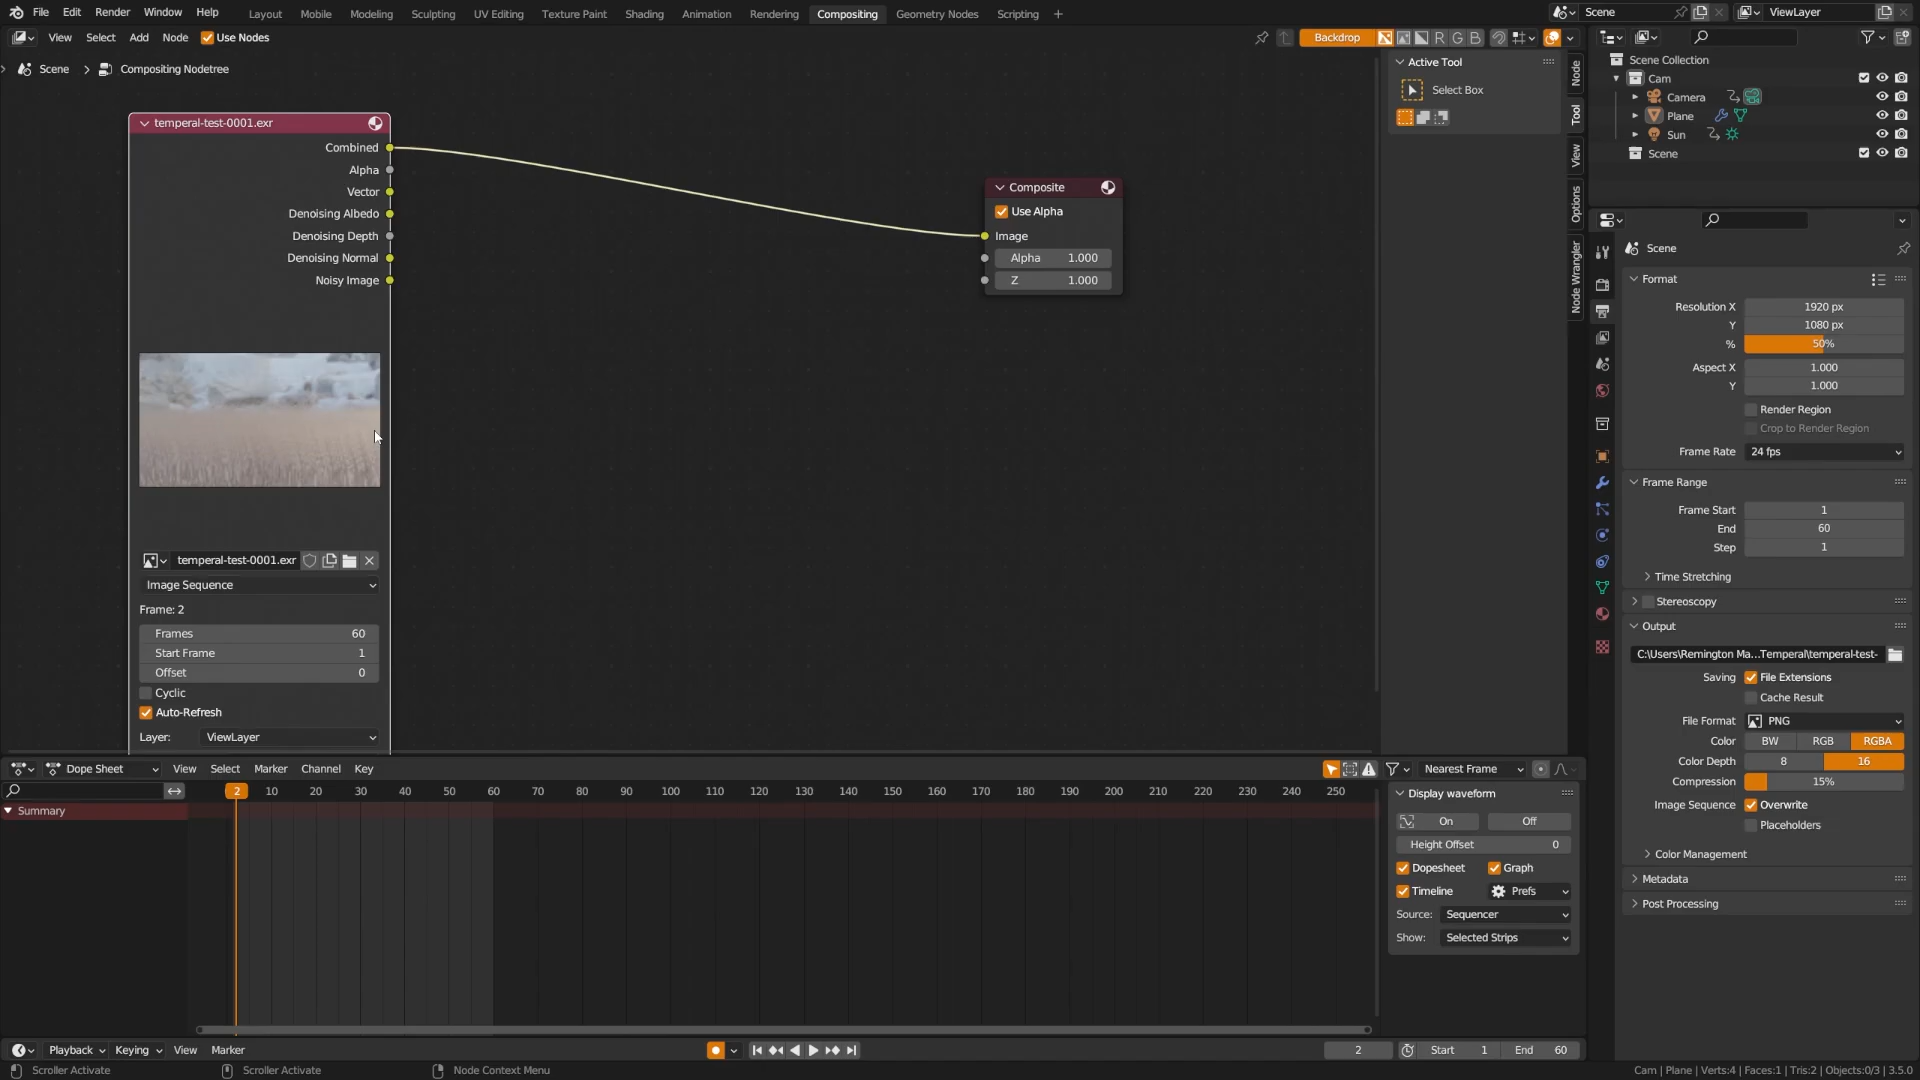 File Edit Render Window Help Layout Mobile Modeling Sculpting UV Editing Texture Paint Shading Animation Rendering Compositing Geometry Nodes Scripting + Scene ViewLayer
View Select Add Node Use Nodes Backdrop R G B
Scene > Compositing Nodetree
Active Tool
Select Box
Node
Tool
View
Options
Node Wrangler
temperal-test-0001.exr
Combined
Alpha
Vector
Denoising Albedo
Denoising Depth
Denoising Normal
Noisy Image
temperal-test-0001.exr
Image Sequence
Frame: 2
Frames 60
Start Frame 1
Offset 0
Cyclic
Auto-Refresh
Layer: ViewLayer
Composite
Use Alpha
Image
Alpha 1.000
Z 1.000
Scene Collection
Cam
Camera
Plane
Sun
Scene
Scene
Format
Resolution X 1920 px
Y 1080 px
% 50%
Aspect X 1.000
Y 1.000
Render Region
Crop to Render Region
Frame Rate 24 fps
Frame Range
Frame Start 1
End 60
Step 1
Time Stretching
Stereoscopy
Output
C:\Users\Remington Ma...Temperal\temperal-test-
Saving File Extensions
Cache Result
File Format PNG
Color BW RGB RGBA
Color Depth 8 16
Compression 15%
Image Sequence Overwrite
Placeholders
Color Management
Metadata
Post Processing
Dope Sheet View Select Marker Channel Key Nearest Frame
2 10 20 30 40 50 60 70 80 90 100 110 120 130 140 150 160 170 180 190 200 210 220 230 240 250
Summary
Display waveform
On Off
Height Offset 0
Dopesheet Graph
Timeline Prefs
Source: Sequencer
Show: Selected Strips
Playback Keying View Marker 2 Start 1 End 60
Scroller Activate Scroller Activate Node Context Menu Cam | Plane | Verts:4 | Faces:1 | Tris:2 | Objects:0/3 | 3.5.0